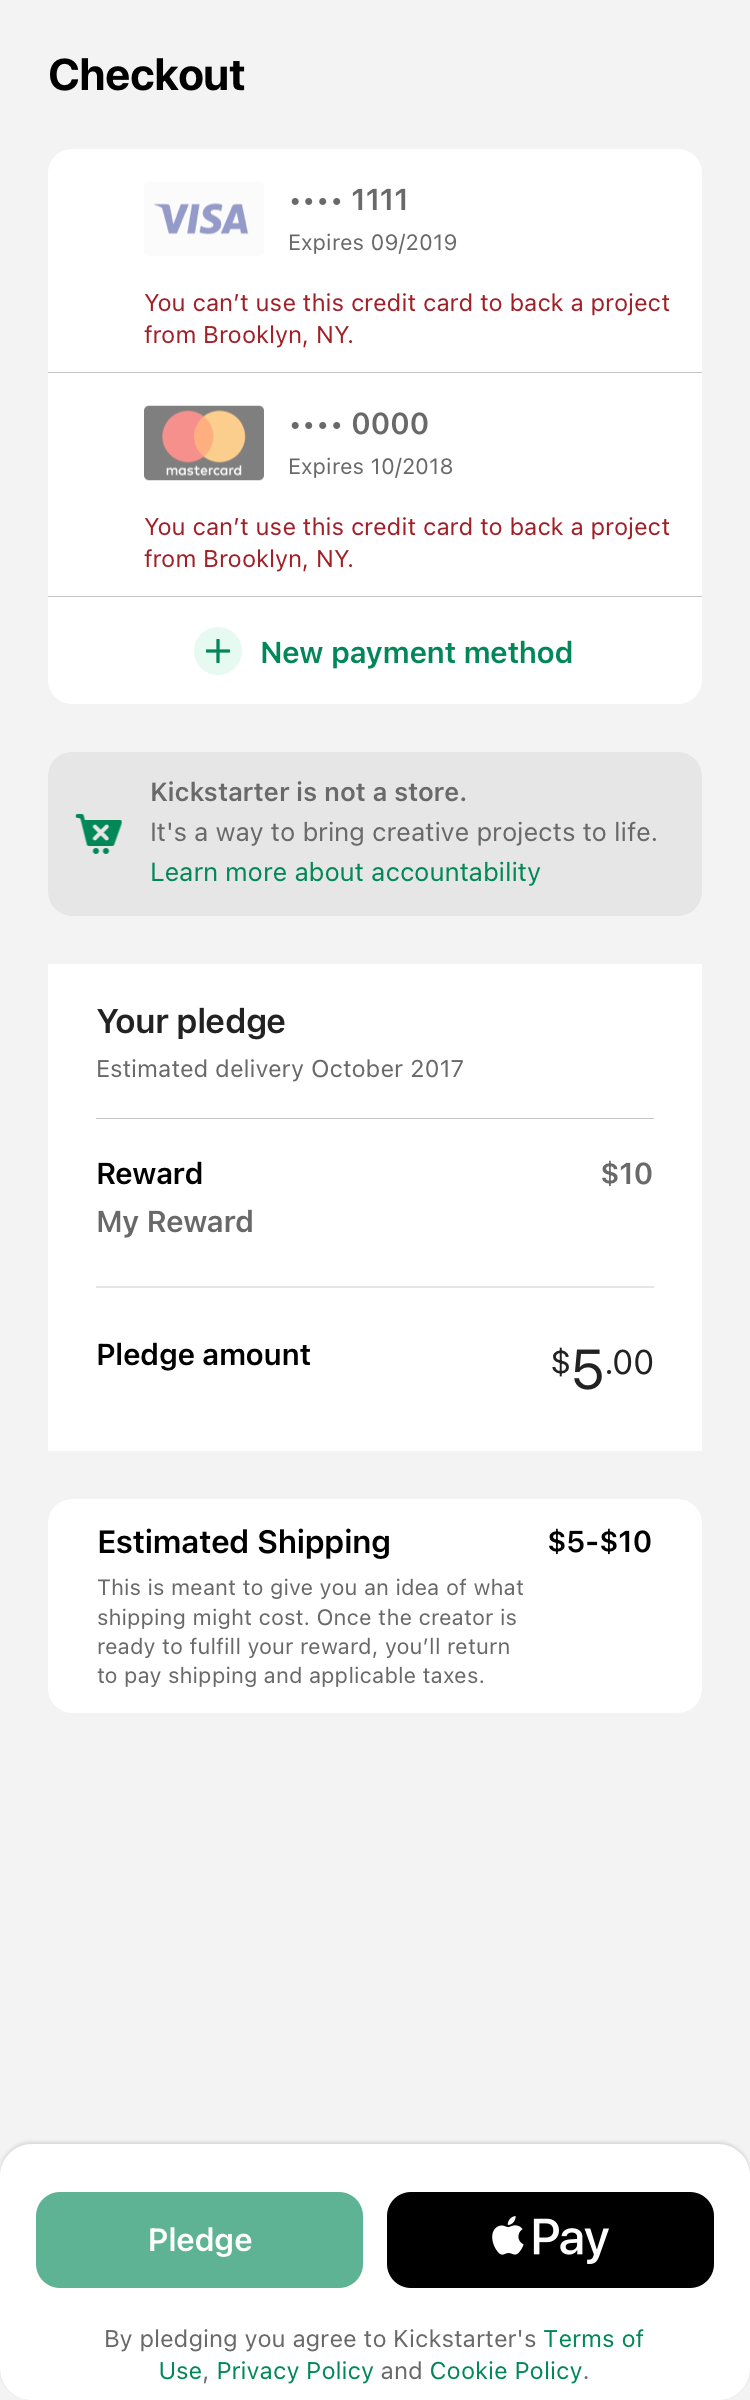 Checkout
VISA
•••• 1111
Expires 09/2019
You can’t use this credit card to back a project
from Brooklyn, NY.
mastercard
•••• 0000
Expires 10/2018
You can’t use this credit card to back a project
from Brooklyn, NY.
+ New payment method
Kickstarter is not a store.
It's a way to bring creative projects to life.
Learn more about accountability
Your pledge
Estimated delivery October 2017
Reward $10
My Reward
Pledge amount $5.00
Estimated Shipping $5-$10
This is meant to give you an idea of what
shipping might cost. Once the creator is
ready to fulfill your reward, you’ll return
to pay shipping and applicable taxes.
Pledge Pay
By pledging you agree to Kickstarter's Terms of
Use, Privacy Policy and Cookie Policy.